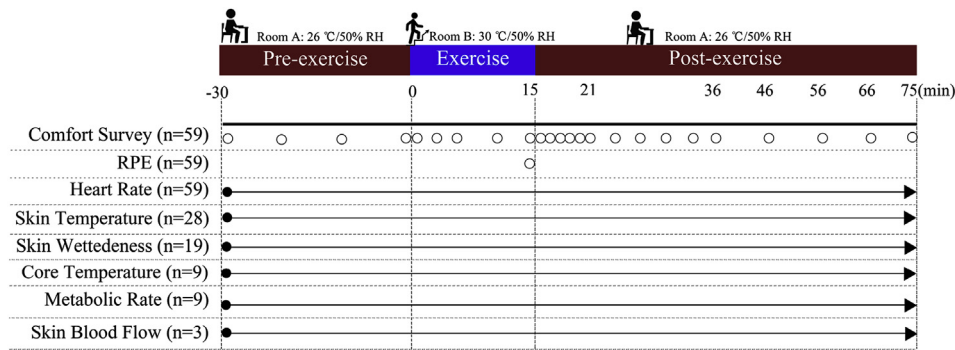 Room A: 26 ℃/50% RH
Room B: 30 ℃/50% RH
Room A: 26 ℃/50% RH
Pre-exercise
Exercise
Post-exercise
-30 0 15 21 36 46 56 66 75(min)
Comfort Survey (n=59)
RPE (n=59)
Heart Rate (n=59)
Skin Temperature (n=28)
Skin Wettedeness (n=19)
Core Temperature (n=9)
Metabolic Rate (n=9)
Skin Blood Flow (n=3)